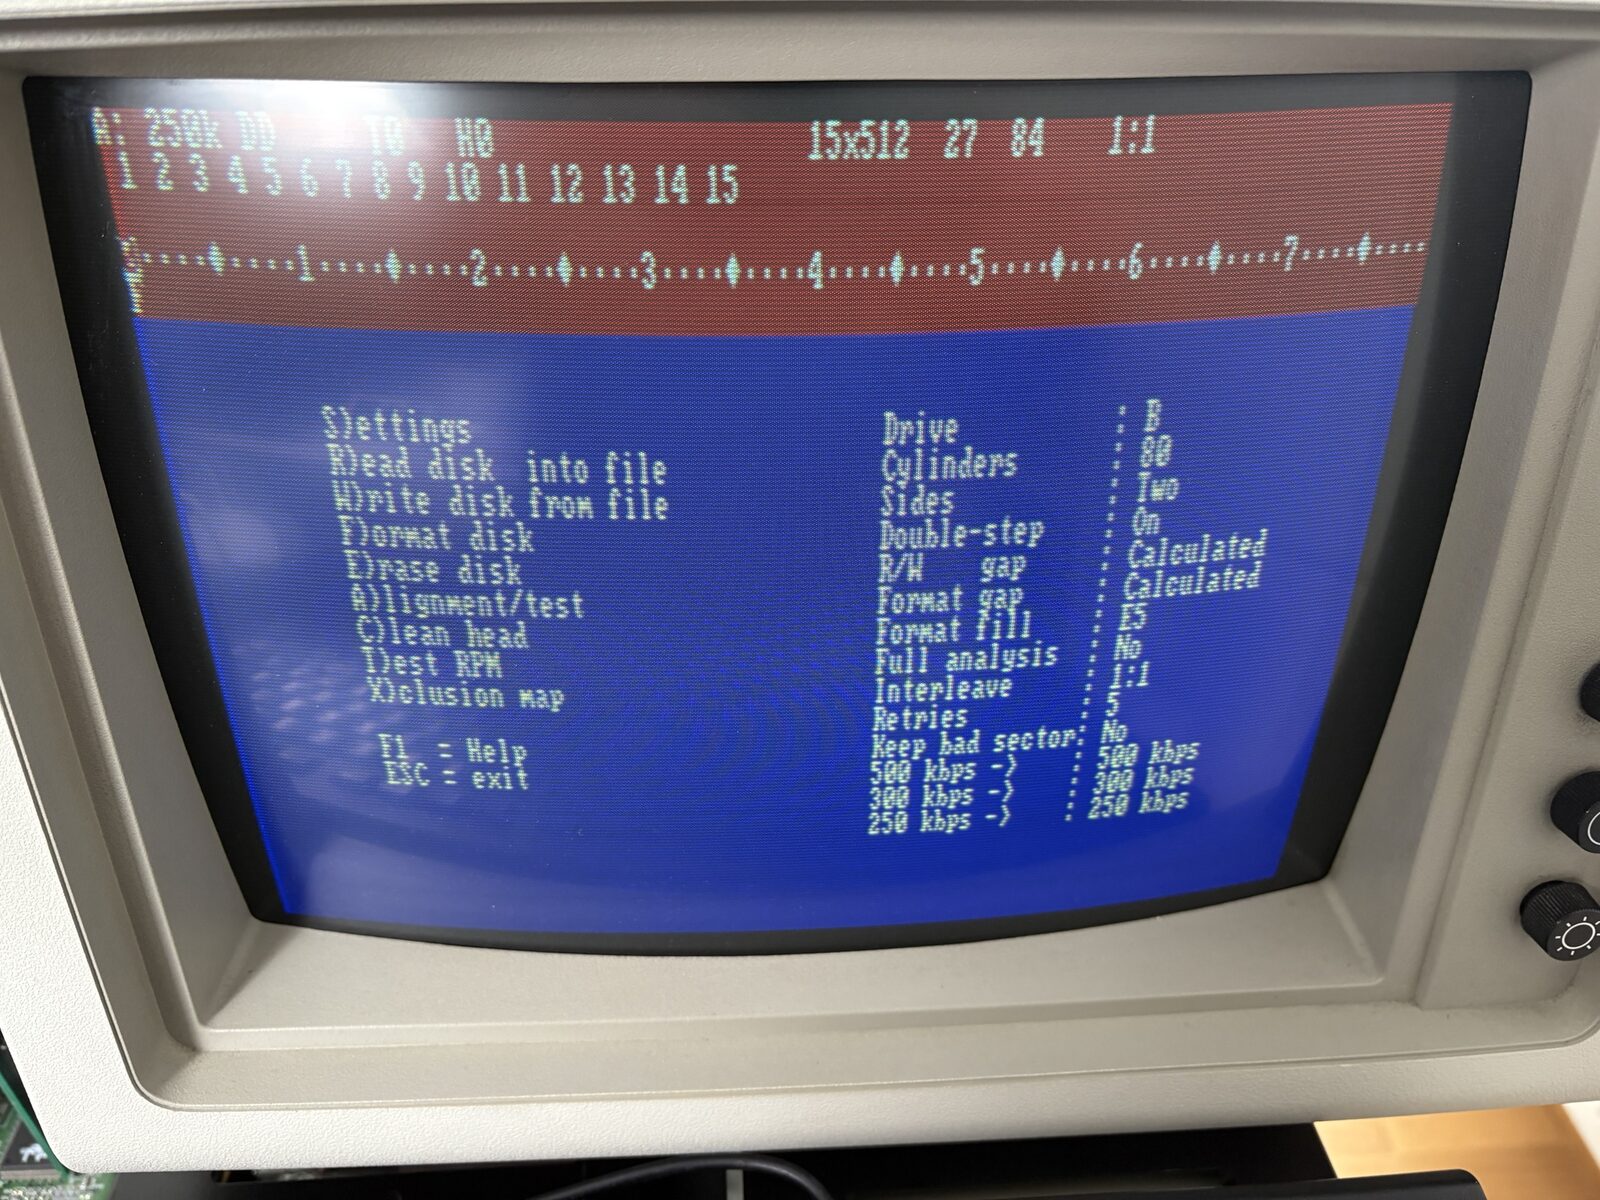 A: 250k DD T0 H0 15x512 27 84 1:1
1 2 3 4 5 6 7 8 9 10 11 12 13 14 15
····♦····1····♦····2····♦····3····♦····4····♦····5····♦····6····♦····7····♦····
S)ettings
R)ead disk into file
W)rite disk from file
F)ormat disk
E)rase disk
A)lignment/test
C)lean head
T)est RPM
X)clusion map
F1 = Help
ESC = exit
Drive : B
Cylinders : 80
Sides : Two
Double-step : On
R/W gap : Calculated
Format gap : Calculated
Format fill : E5
Full analysis : No
Interleave : 1:1
Retries : 5
Keep bad sector: No
500 kbps -> : 500 kbps
300 kbps -> : 300 kbps
250 kbps -> : 250 kbps